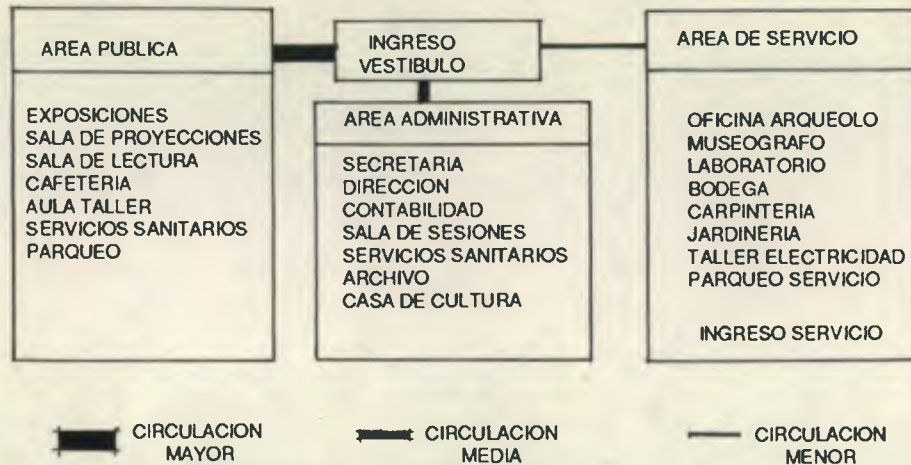 AREA PUBLICA
EXPOSICIONES
SALA DE PROYECCIONES
SALA DE LECTURA
CAFETERIA
AULA TALLER
SERVICIOS SANITARIOS
PARQUEO
INGRESO
VESTIBULO
AREA ADMINISTRATIVA
SECRETARIA
DIRECCION
CONTABILIDAD
SALA DE SESIONES
SERVICIOS SANITARIOS
ARCHIVO
CASA DE CULTURA
AREA DE SERVICIO
OFICINA ARQUEOLO
MUSEOGRAFO
LABORATORIO
BODEGA
CARPINTERIA
JARDINERIA
TALLER ELECTRICIDAD
PARQUEO SERVICIO
INGRESO SERVICIO
CIRCULACION
MAYOR
CIRCULACION
MEDIA
CIRCULACION
MENOR